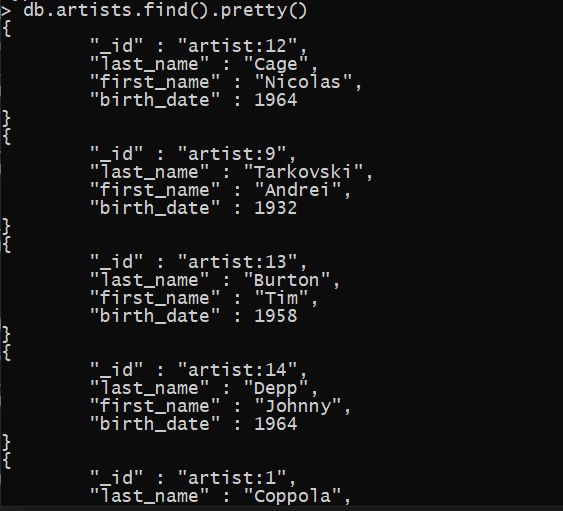 > db.artists.find().pretty()
{
"_id" : "artist:12",
"last_name" : "Cage",
"first_name" : "Nicolas",
"birth_date" : 1964
}
{
"_id" : "artist:9",
"last_name" : "Tarkovski",
"first_name" : "Andrei",
"birth_date" : 1932
}
{
"_id" : "artist:13",
"last_name" : "Burton",
"first_name" : "Tim",
"birth_date" : 1958
}
{
"_id" : "artist:14",
"last_name" : "Depp",
"first_name" : "Johnny",
"birth_date" : 1964
}
{
"_id" : "artist:1",
"last_name" : "Coppola",